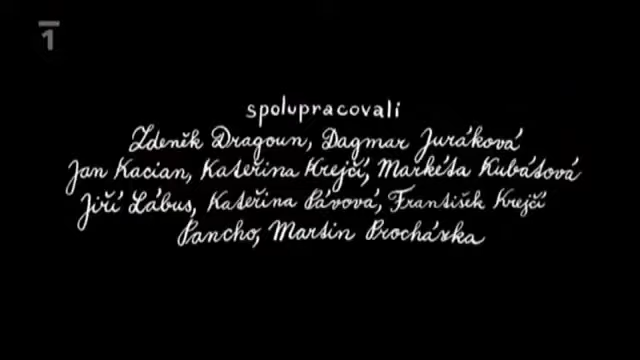 1
spolupracovali
Zdeněk Dragoun, Dagmar Juráková
Jan Kacian, Kateřina Krejčí, Markéta Kubátová
Jiří Lábus, Kateřina Pávová, František Krejčí
Pancho, Martin Procházka